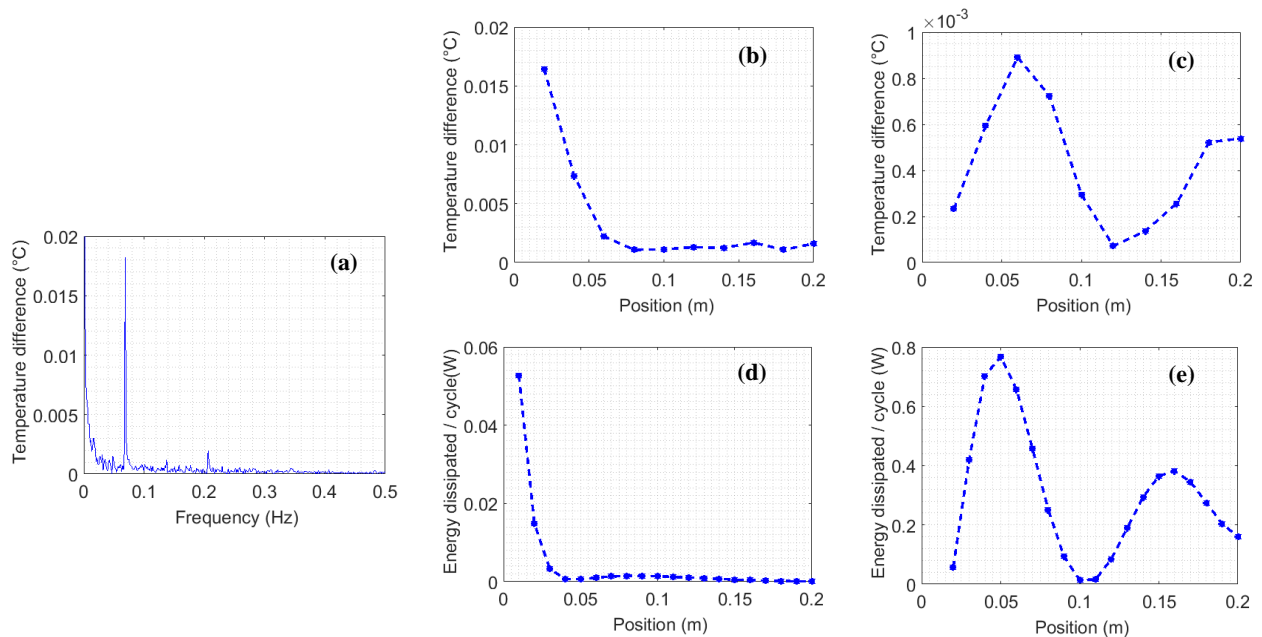 (a)
Temperature difference (°C)
0.02
0.015
0.01
0.005
0
0 0.1 0.2 0.3 0.4 0.5
Frequency (Hz)
(b)
Temperature difference (°C)
0.02
0.015
0.01
0.005
0
0 0.05 0.1 0.15 0.2
Position (m)
(c)
×10-3
Temperature difference (°C)
1
0.8
0.6
0.4
0.2
0
0 0.05 0.1 0.15 0.2
Position (m)
(d)
Energy dissipated / cycle(W)
0.06
0.04
0.02
0
0 0.05 0.1 0.15 0.2
Position (m)
(e)
Energy dissipated / cycle (W)
0.8
0.6
0.4
0.2
0
0 0.05 0.1 0.15 0.2
Position (m)